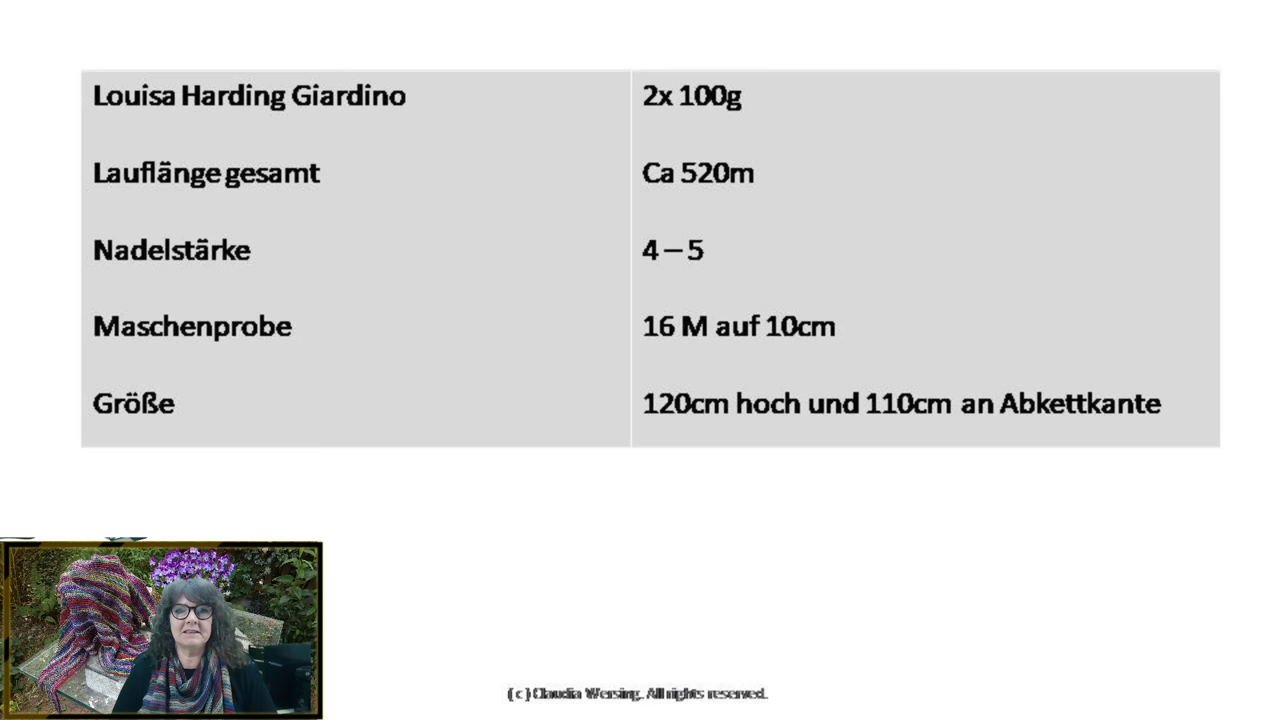 Louisa Harding Giardino 2x 100g
Lauflänge gesamt Ca 520m
Nadelstärke 4 – 5
Maschenprobe 16 M auf 10cm
Größe 120cm hoch und 110cm an Abkettkante
(c) Claudia Wersing. All rights reserved.